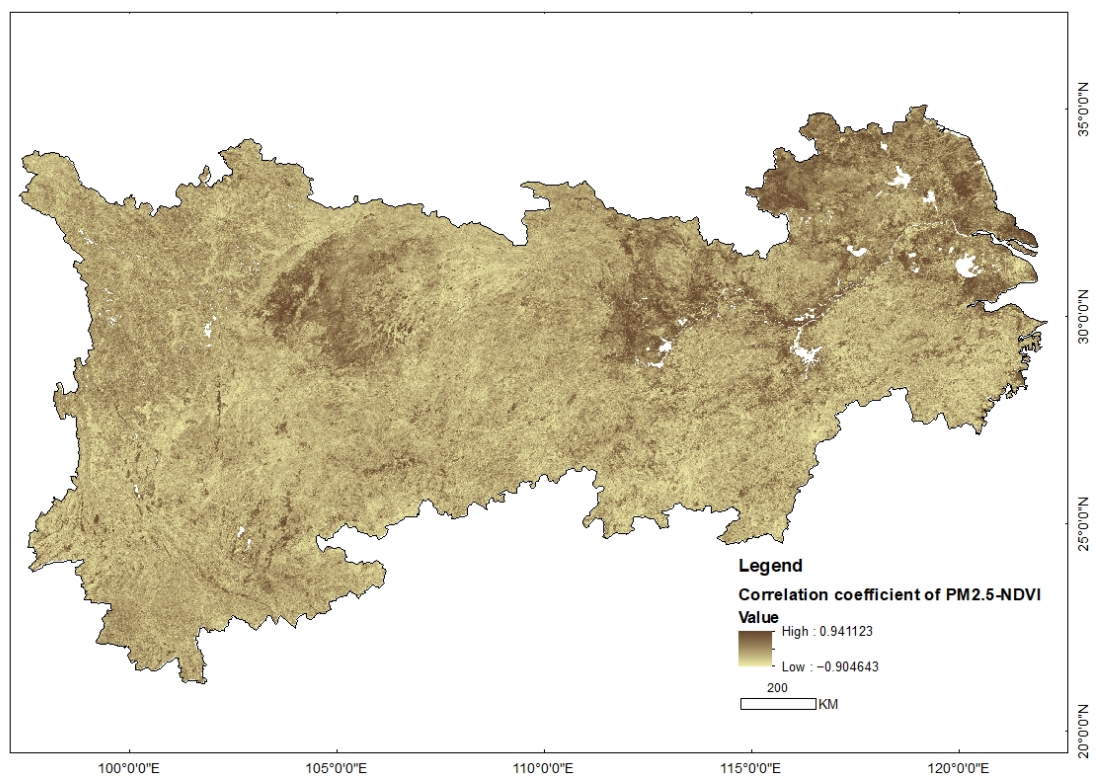 35°0'0"N
30°0'0"N
25°0'0"N
20°0'0"N
Legend
Correlation coefficient of PM2.5-NDVI
Value
High : 0.941123
Low : −0.904643
200
KM
100°0'0"E
105°0'0"E
110°0'0"E
115°0'0"E
120°0'0"E